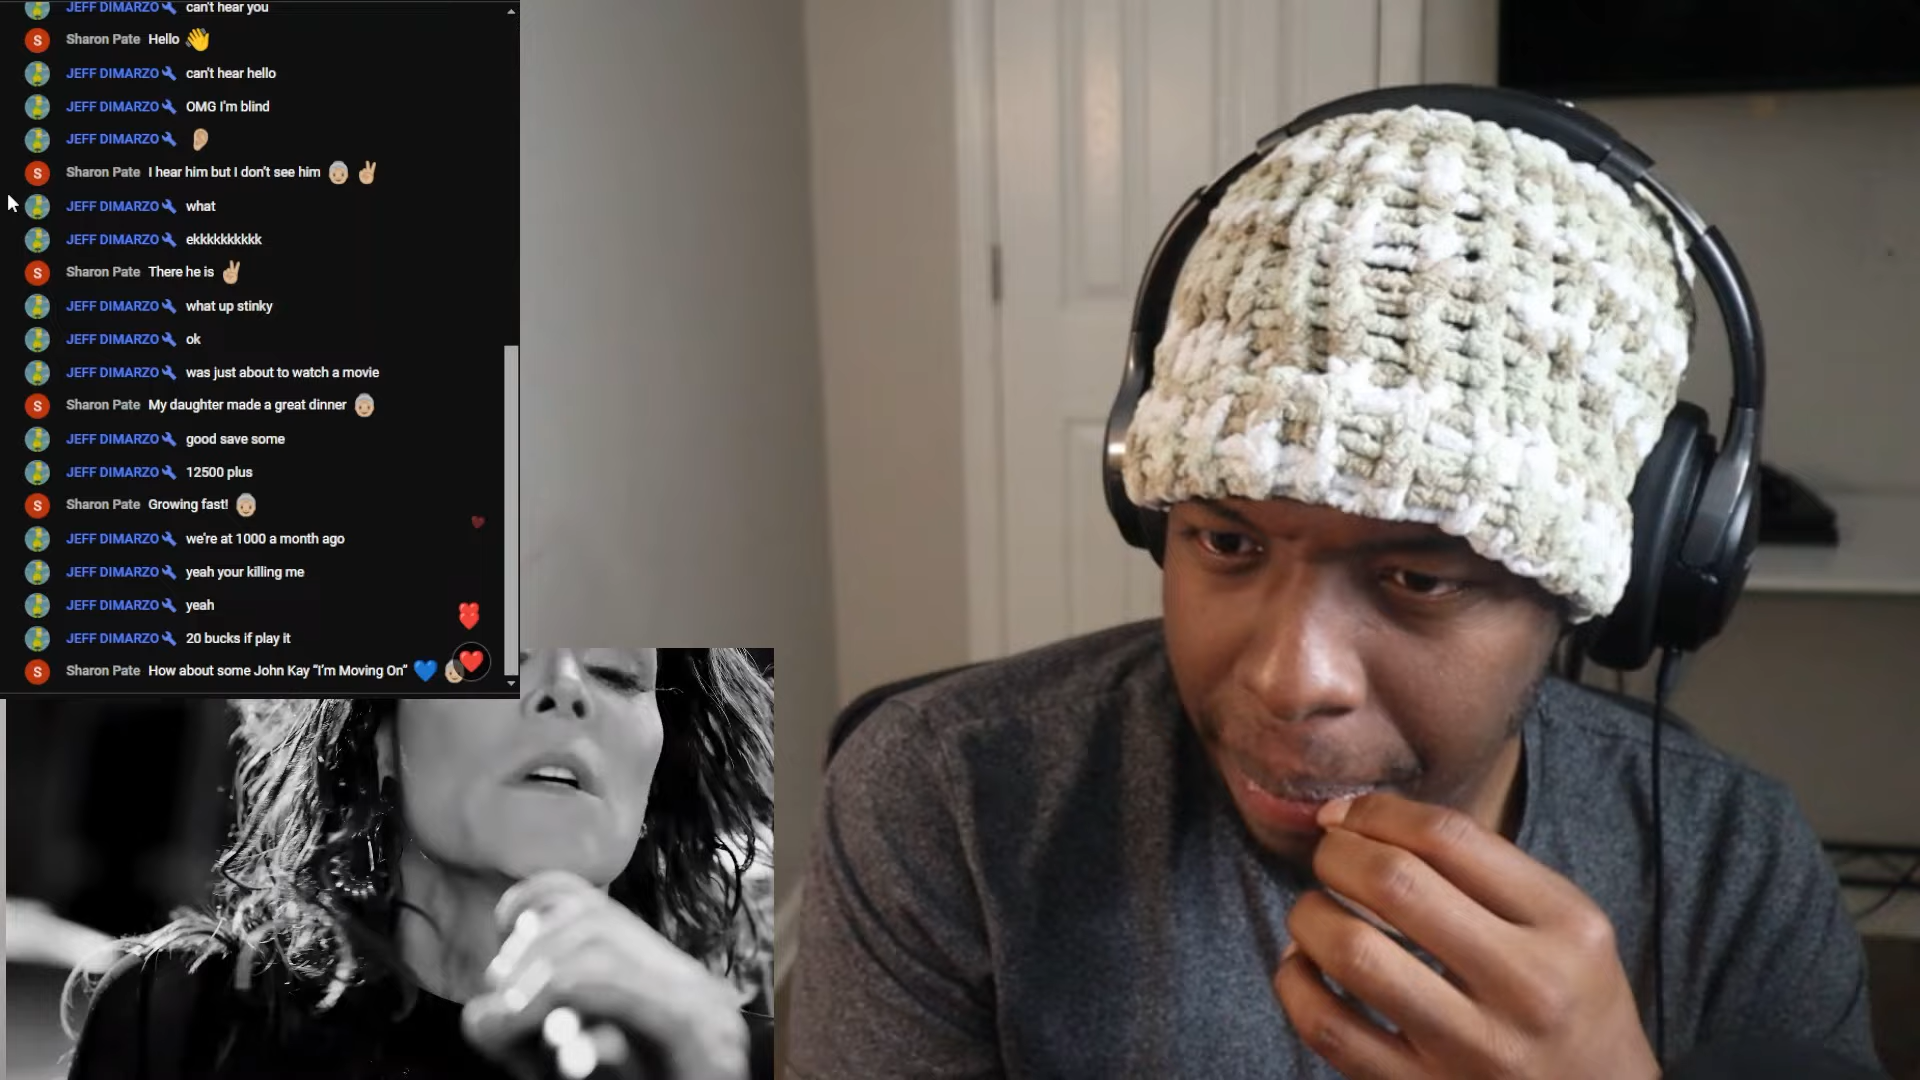 JEFF DIMARZO can't hear you
S Sharon Pate Hello 👋
JEFF DIMARZO can't hear hello
JEFF DIMARZO OMG I'm blind
JEFF DIMARZO 👂🏼
S Sharon Pate I hear him but I don't see him 👵🏼 ✌🏼
JEFF DIMARZO what
JEFF DIMARZO ekkkkkkkkkk
S Sharon Pate There he is ✌🏼
JEFF DIMARZO what up stinky
JEFF DIMARZO ok
JEFF DIMARZO was just about to watch a movie
S Sharon Pate My daughter made a great dinner 👵🏼
JEFF DIMARZO good save some
JEFF DIMARZO 12500 plus
S Sharon Pate Growing fast! 👵🏼
JEFF DIMARZO we're at 1000 a month ago
JEFF DIMARZO yeah your killing me
JEFF DIMARZO yeah
JEFF DIMARZO 20 bucks if play it
S Sharon Pate How about some John Kay “I'm Moving On” 💙 👵🏼